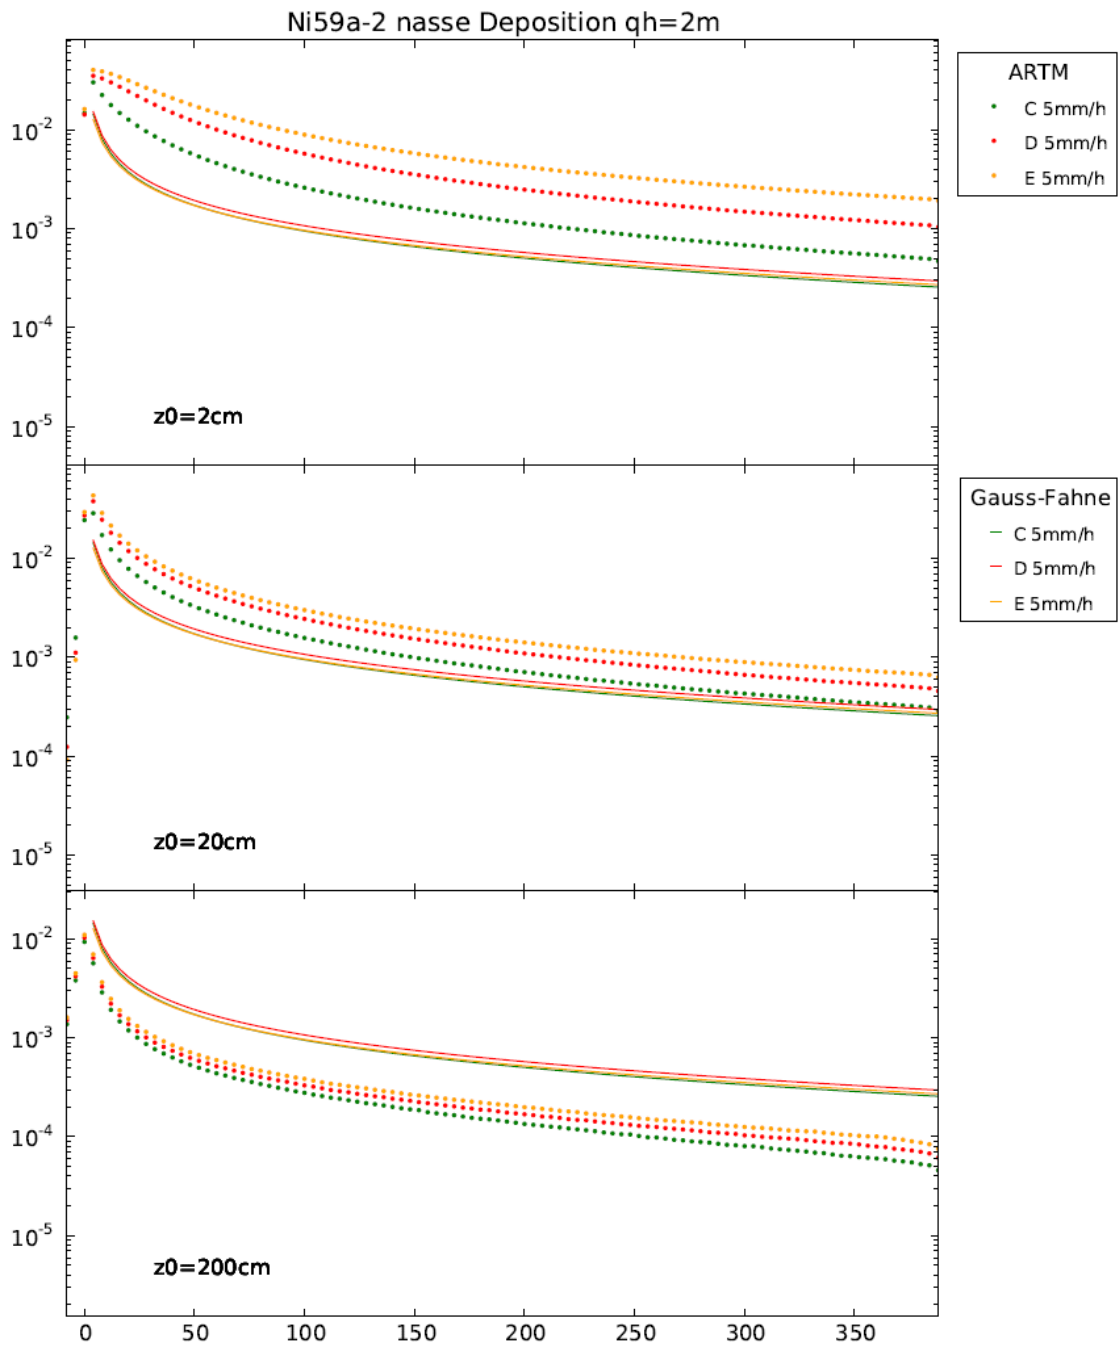 Ni59a-2 nasse Deposition qh=2m
ARTM
C 5mm/h
D 5mm/h
E 5mm/h
10^-2
10^-3
10^-4
10^-5
z0=2cm
Gauss-Fahne
C 5mm/h
D 5mm/h
E 5mm/h
10^-2
10^-3
10^-4
10^-5
z0=20cm
10^-2
10^-3
10^-4
10^-5
z0=200cm
0 50 100 150 200 250 300 350